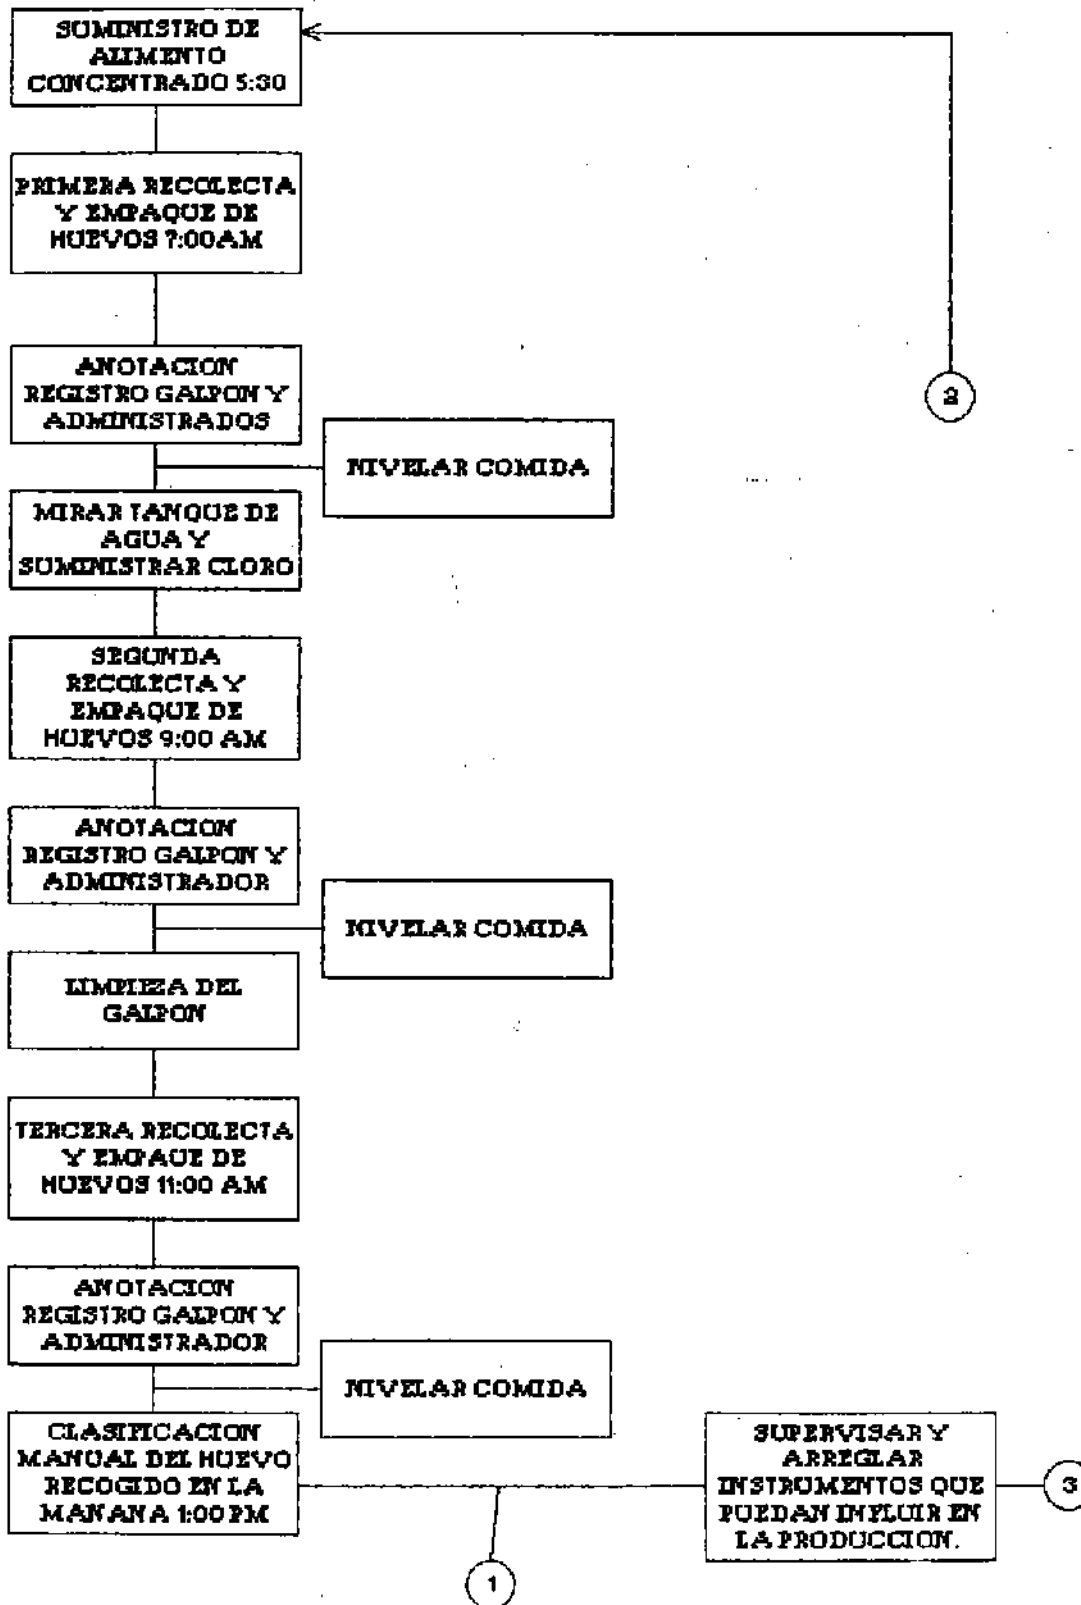 SUMINISTRO DE
ALIMENTO
CONCENTRADO 5:30
PRIMERA RECOLECTA
Y EMPAQUE DE
HUEVOS 7:00 AM
ANOTACION
REGISTRO GALPON Y
ADMINISTRADOS
NIVELAR COMIDA
MIRAR TANQUE DE
AGUA Y
SUMINISTRAR CLORO
SEGUNDA
RECOLECTA Y
EMPAQUE DE
HUEVOS 9:00 AM
ANOTACION
REGISTRO GALPON Y
ADMINISTRADOR
NIVELAR COMIDA
LIMPIEZA DEL
GALPON
TERCERA RECOLECTA
Y EMPAUE DE
HUEVOS 11:00 AM
ANOTACION
REGISTRO GALPON Y
ADMINISTRADOR
NIVELAR COMIDA
CLASIFICACION
MANUAL DEL HUEVO
RECOGIDO EN LA
MANANA 1:00 PM
SUPERVISAR Y
ARREGLAR
INSTRUMENTOS QUE
PUEDAN INFLUIR EN
LA PRODUCCION.
1
2
3